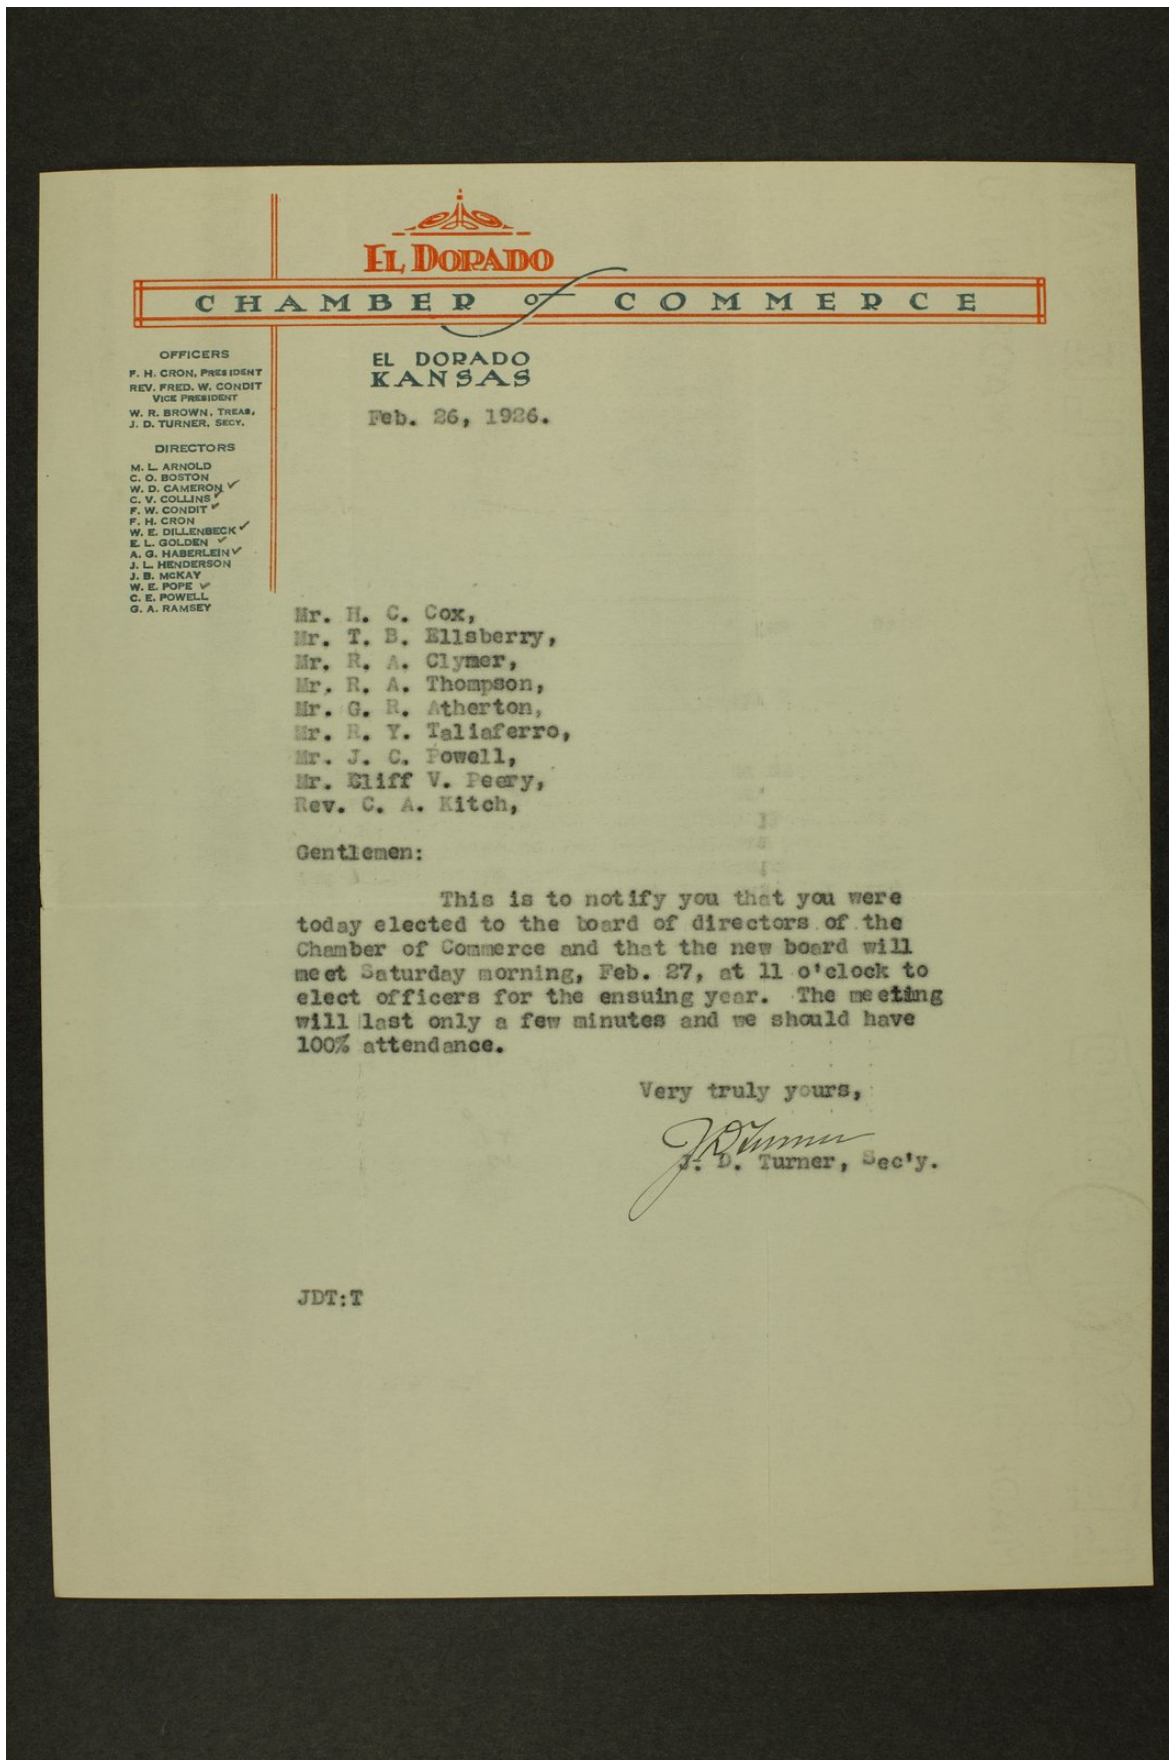 EL DORADO
CHAMBER of COMMERCE
EL DORADO
KANSAS
OFFICERS
F. H. CRON, PRESIDENT
REV. FRED. W. CONDIT
VICE PRESIDENT
W. R. BROWN, TREAS.
J. D. TURNER, SECY.
DIRECTORS
M. L. ARNOLD
C. O. BOSTON
W. D. CAMERON ✓
C. V. COLLINS ✓
F. W. CONDIT ✓
F. H. CRON
W. E. DILLENBECK ✓
E. L. GOLDEN ✓
A. G. HABERLEIN ✓
J. L. HENDERSON
J. B. McKAY
W. E. POPE ✓
C. E. POWELL
G. A. RAMSEY
Feb. 26, 1926.
Mr. H. C. Cox,
Mr. T. B. Ellsberry,
Mr. R. A. Clymer,
Mr. R. A. Thompson,
Mr. G. R. Atherton,
Mr. R. Y. Taliaferro,
Mr. J. C. Powell,
Mr. Cliff V. Peery,
Rev. C. A. Kitch,
Gentlemen:
This is to notify you that you were
today elected to the board of directors of the
Chamber of Commerce and that the new board will
meet Saturday morning, Feb. 27, at 11 o'clock to
elect officers for the ensuing year. The meeting
will last only a few minutes and we should have
100% attendance.
Very truly yours,
J D Turner
J. D. Turner, Sec'y.
JDT:T